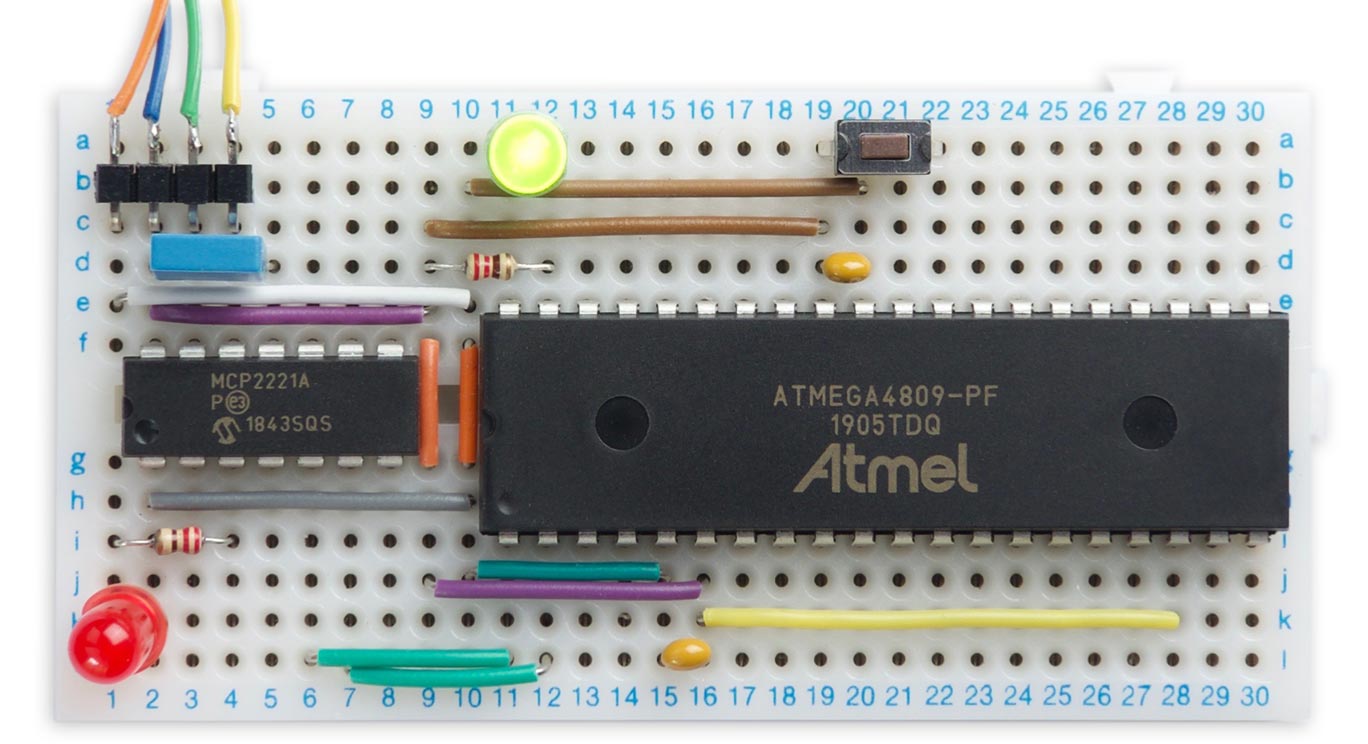 5 6 7 8 9 10 11 12 13 14 15 16 17 18 19 20 21 22 23 24 25 26 27 28 29 30
a a
b b
c c
d d
e e
f
MCP2221A
P e3
1843SQS
ATMEGA4809-PF
1905TDQ
Atmel
g
h
i i
j j
k
l
1 2 3 4 5 6 7 8 9 10 11 12 13 14 15 16 17 18 19 20 21 22 23 24 25 26 27 28 29 30